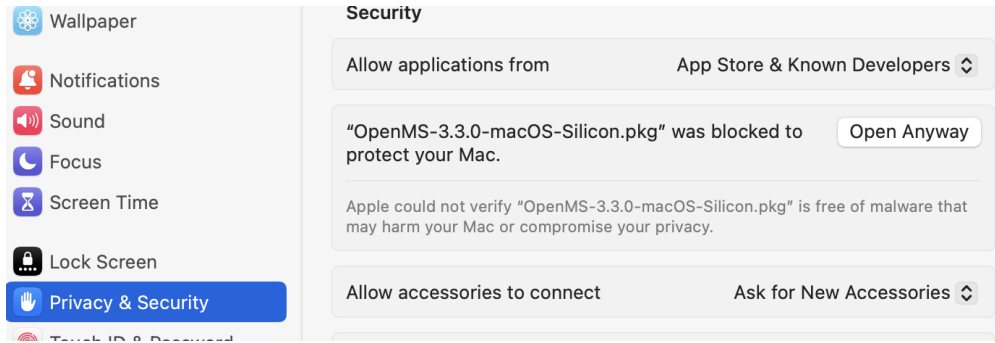 Wallpaper
Notifications
Sound
Focus
Screen Time
Lock Screen
Privacy & Security
Touch ID & Password
Security
Allow applications from App Store & Known Developers
“OpenMS-3.3.0-macOS-Silicon.pkg” was blocked to
protect your Mac.
Open Anyway
Apple could not verify “OpenMS-3.3.0-macOS-Silicon.pkg” is free of malware that
may harm your Mac or compromise your privacy.
Allow accessories to connect Ask for New Accessories